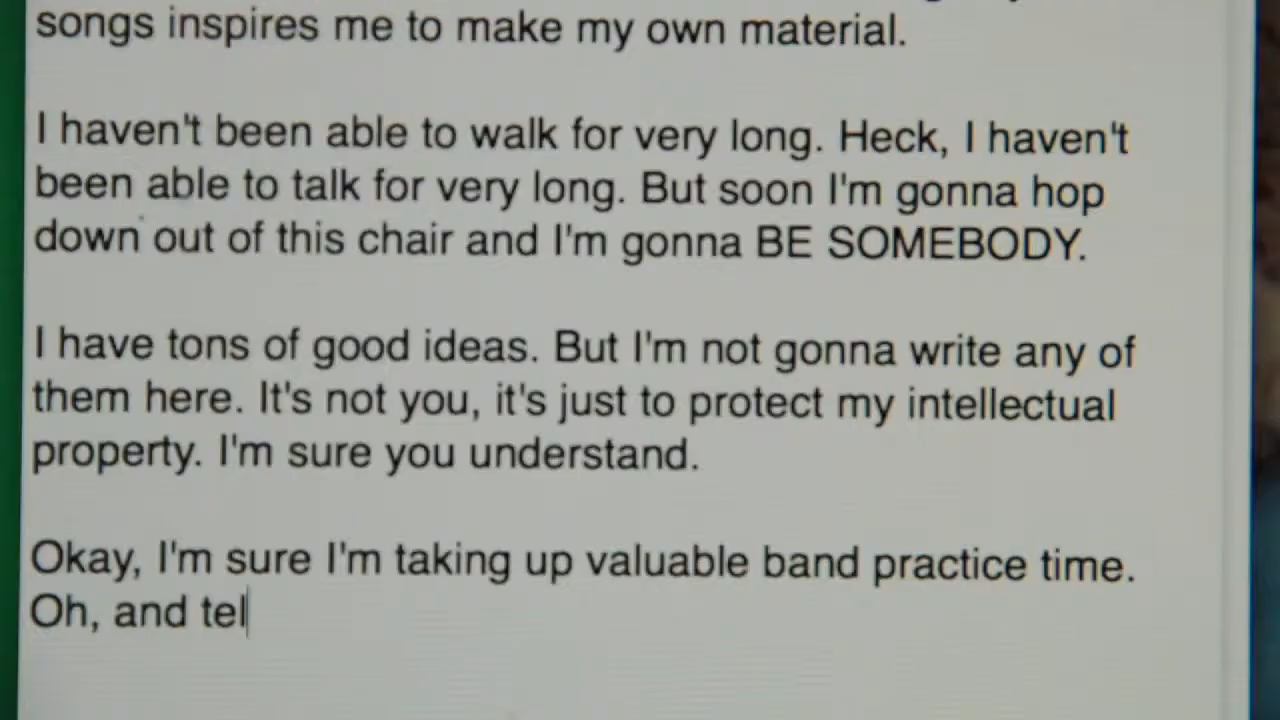 songs inspires me to make my own material.
I haven't been able to walk for very long. Heck, I haven't
been able to talk for very long. But soon I'm gonna hop
down out of this chair and I'm gonna BE SOMEBODY.
I have tons of good ideas. But I'm not gonna write any of
them here. It's not you, it's just to protect my intellectual
property. I'm sure you understand.
Okay, I'm sure I'm taking up valuable band practice time.
Oh, and tel